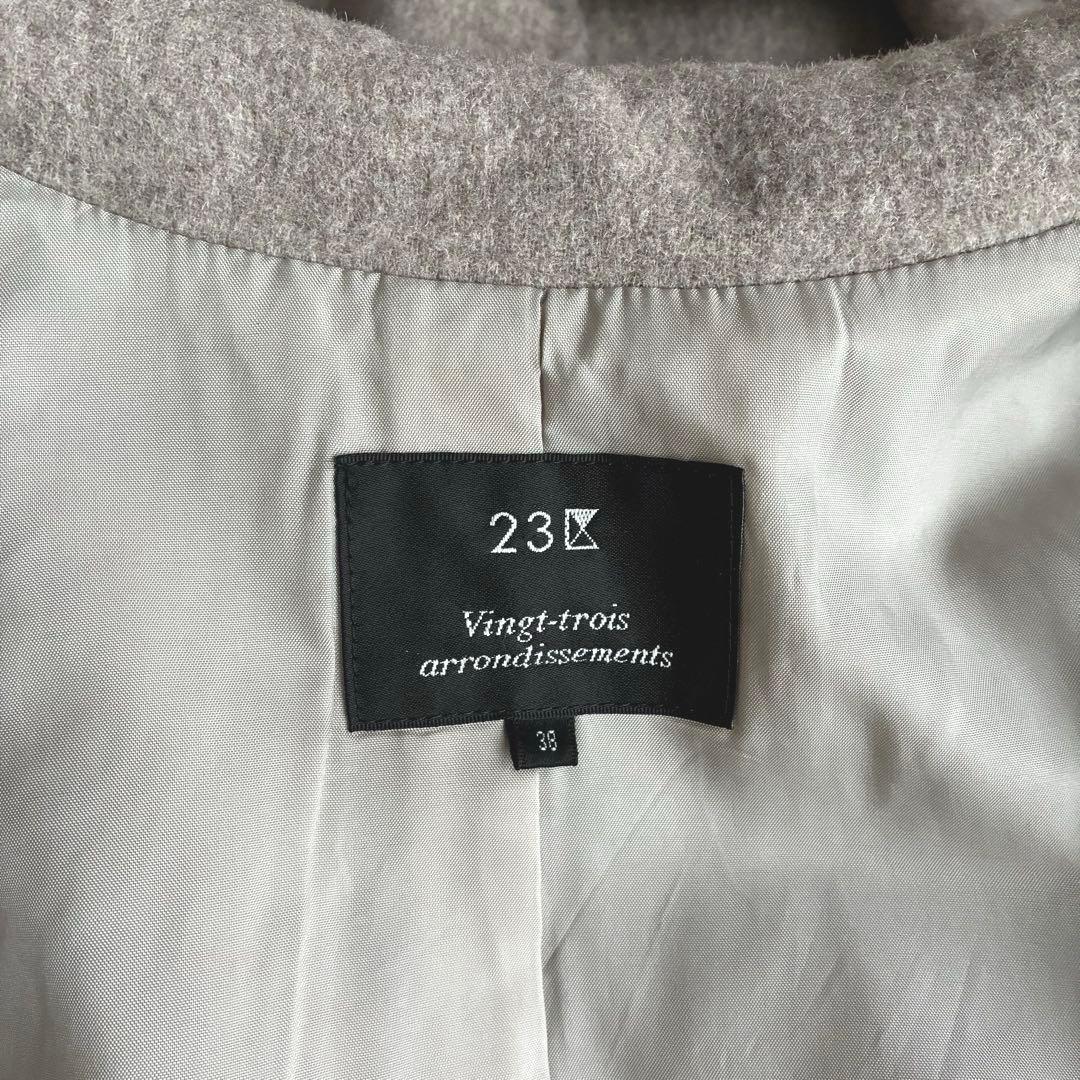 23区
Vingt-trois
arrondissements
38